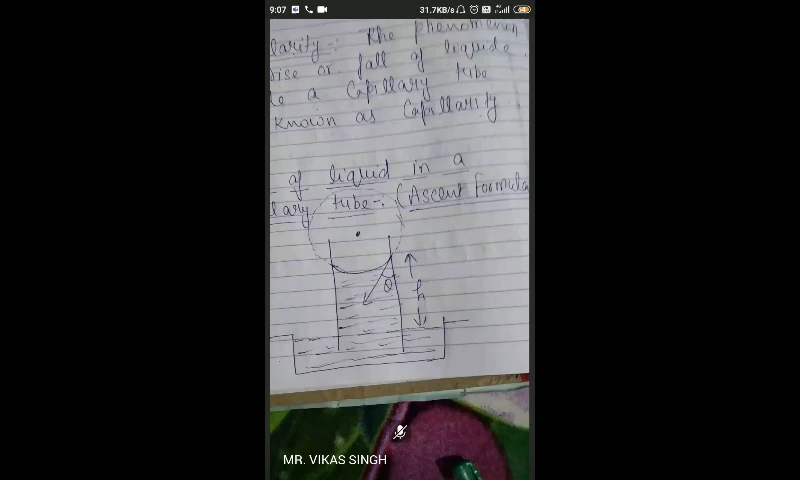 9:07 31.7KB/s
larity:- The phenomenon
rise or fall of liquide
a Capillary tube
known as Capillarity
of liquid in a
lary tube:- (Ascent Formula
θ
h
MR. VIKAS SINGH